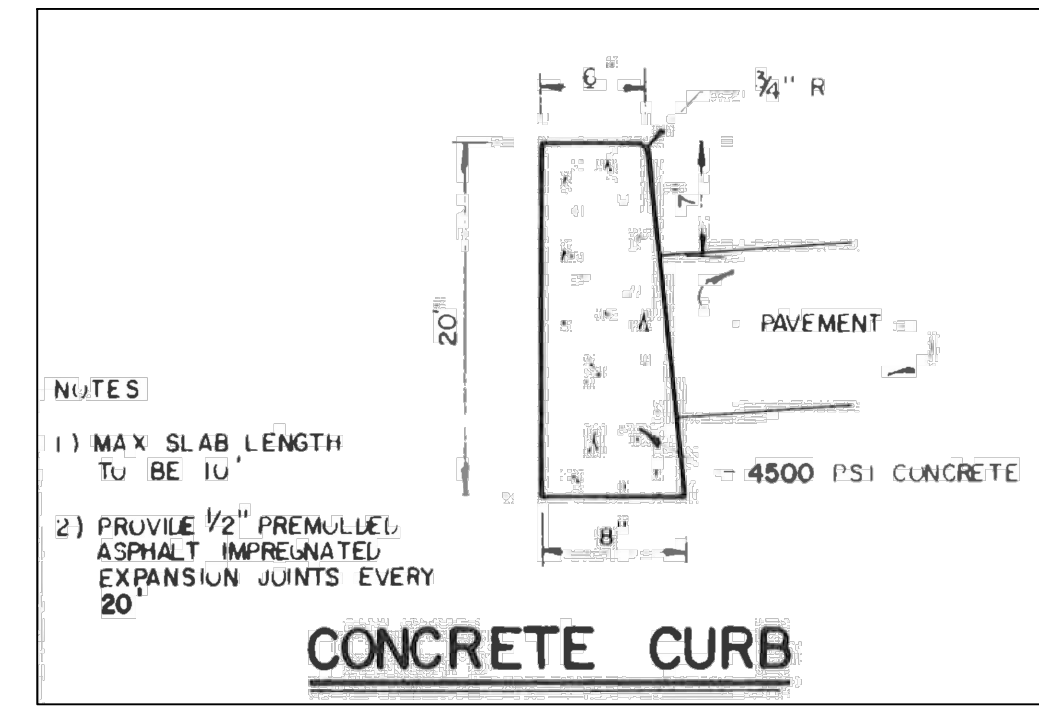 6"
3/4" R
7"
20"
PAVEMENT
NOTES
1) MAX SLAB LENGTH
TO BE 10'
4500 PSI CONCRETE
2) PROVIDE 1/2" PREMOLDED
ASPHALT IMPREGNATED
EXPANSION JOINTS EVERY
20'
8"
CONCRETE CURB